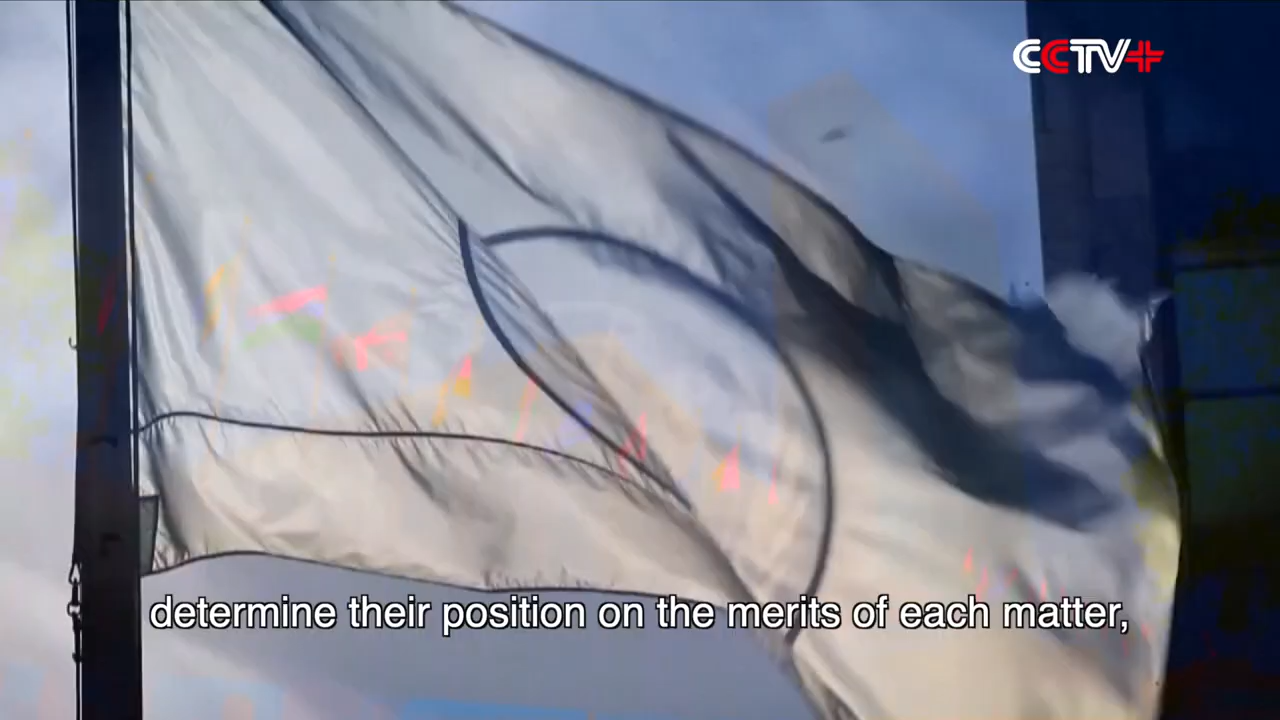 CCTV+
determine their position on the merits of each matter,